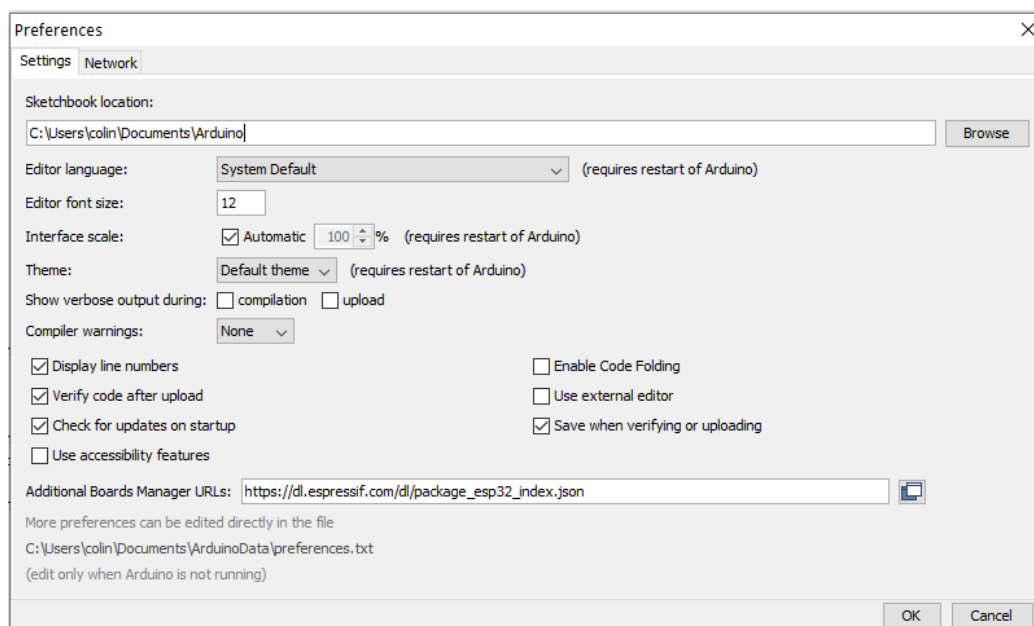 Preferences
Settings Network
Sketchbook location:
C:\Users\colin\Documents\Arduino Browse
Editor language: System Default (requires restart of Arduino)
Editor font size: 12
Interface scale: Automatic 100 % (requires restart of Arduino)
Theme: Default theme (requires restart of Arduino)
Show verbose output during: compilation upload
Compiler warnings: None
Display line numbers Enable Code Folding
Verify code after upload Use external editor
Check for updates on startup Save when verifying or uploading
Use accessibility features
Additional Boards Manager URLs: https://dl.espressif.com/dl/package_esp32_index.json
More preferences can be edited directly in the file
C:\Users\colin\Documents\ArduinoData\preferences.txt
(edit only when Arduino is not running)
OK Cancel